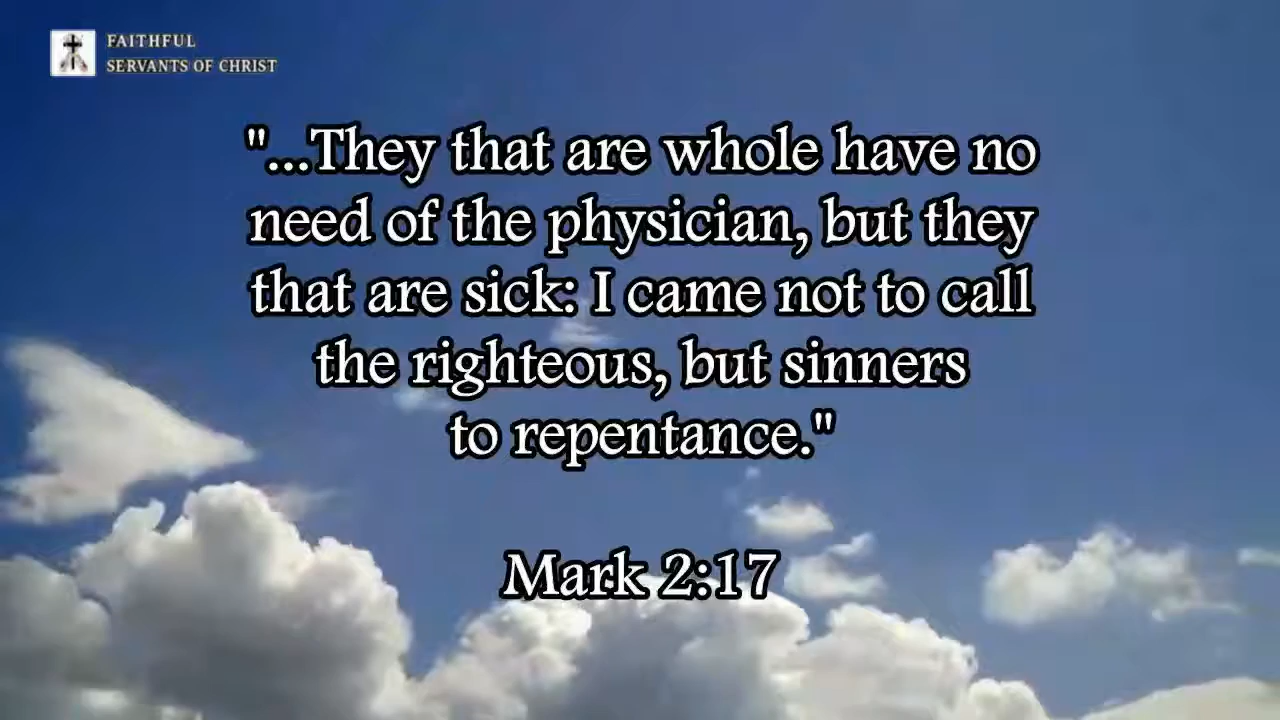 FAITHFUL
SERVANTS OF CHRIST
"...They that are whole have no
need of the physician, but they
that are sick: I came not to call
the righteous, but sinners
to repentance."
Mark 2:17